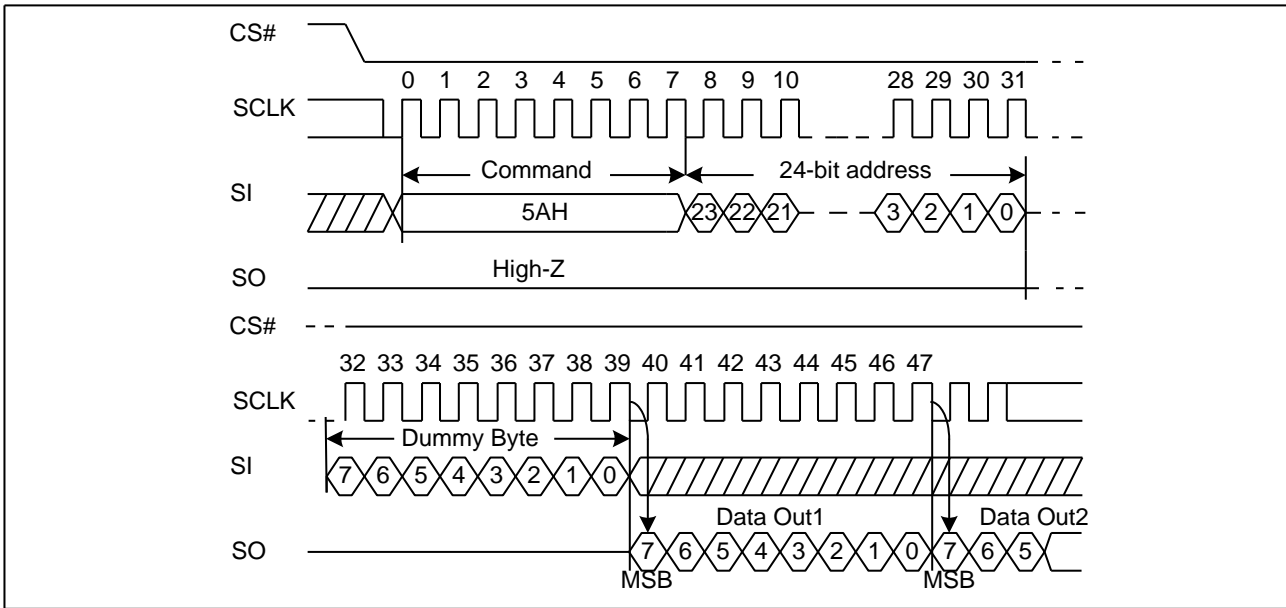 CS#
0 1 2 3 4 5 6 7 8 9 10 28 29 30 31
SCLK
Command 24-bit address
SI
5AH 23 22 21 3 2 1 0
High-Z
SO
CS#
32 33 34 35 36 37 38 39 40 41 42 43 44 45 46 47
SCLK
Dummy Byte
SI
7 6 5 4 3 2 1 0
Data Out1 Data Out2
SO
7 6 5 4 3 2 1 0 7 6 5
MSB MSB